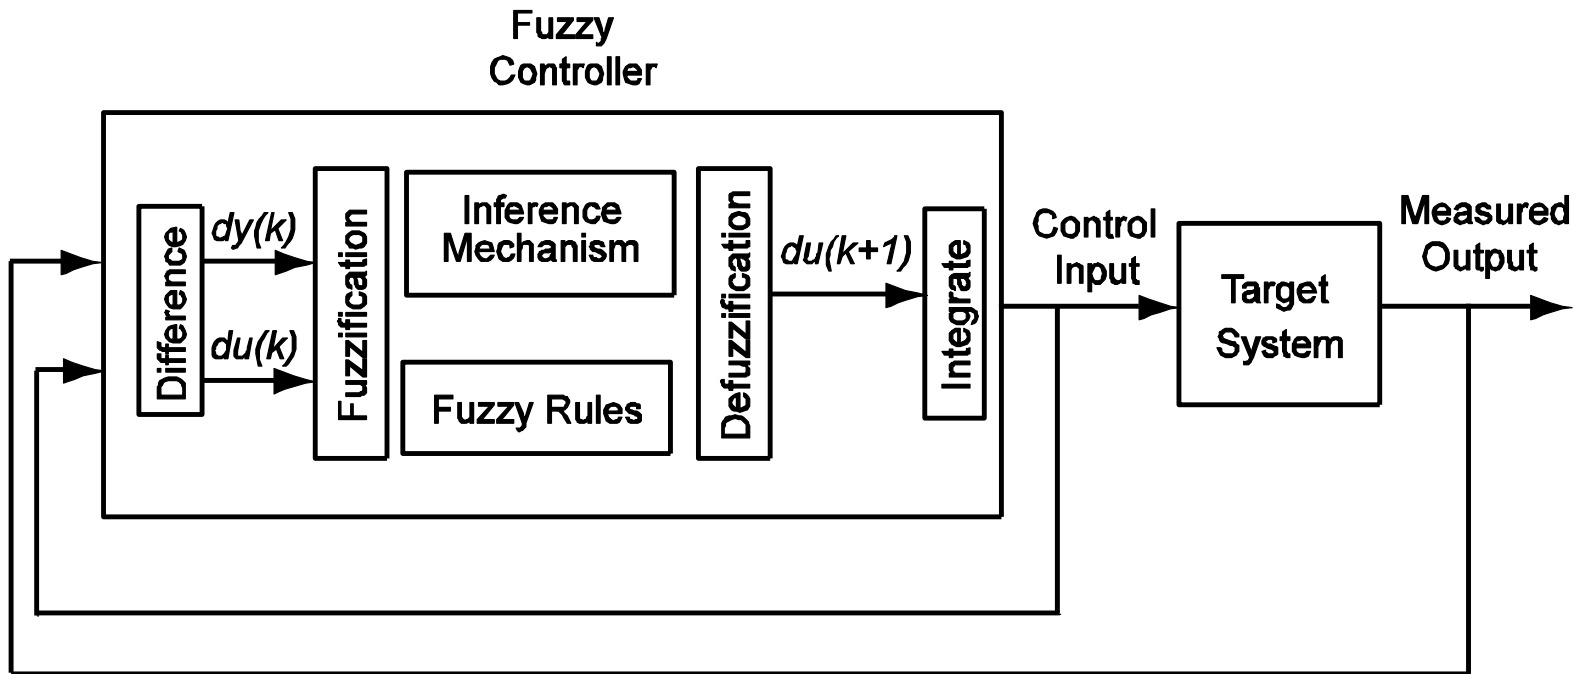 Fuzzy
Controller
Difference
dy(k)
du(k)
Fuzzification
Inference
Mechanism
Fuzzy Rules
Defuzzification
du(k+1)
Integrate
Control
Input
Target
System
Measured
Output